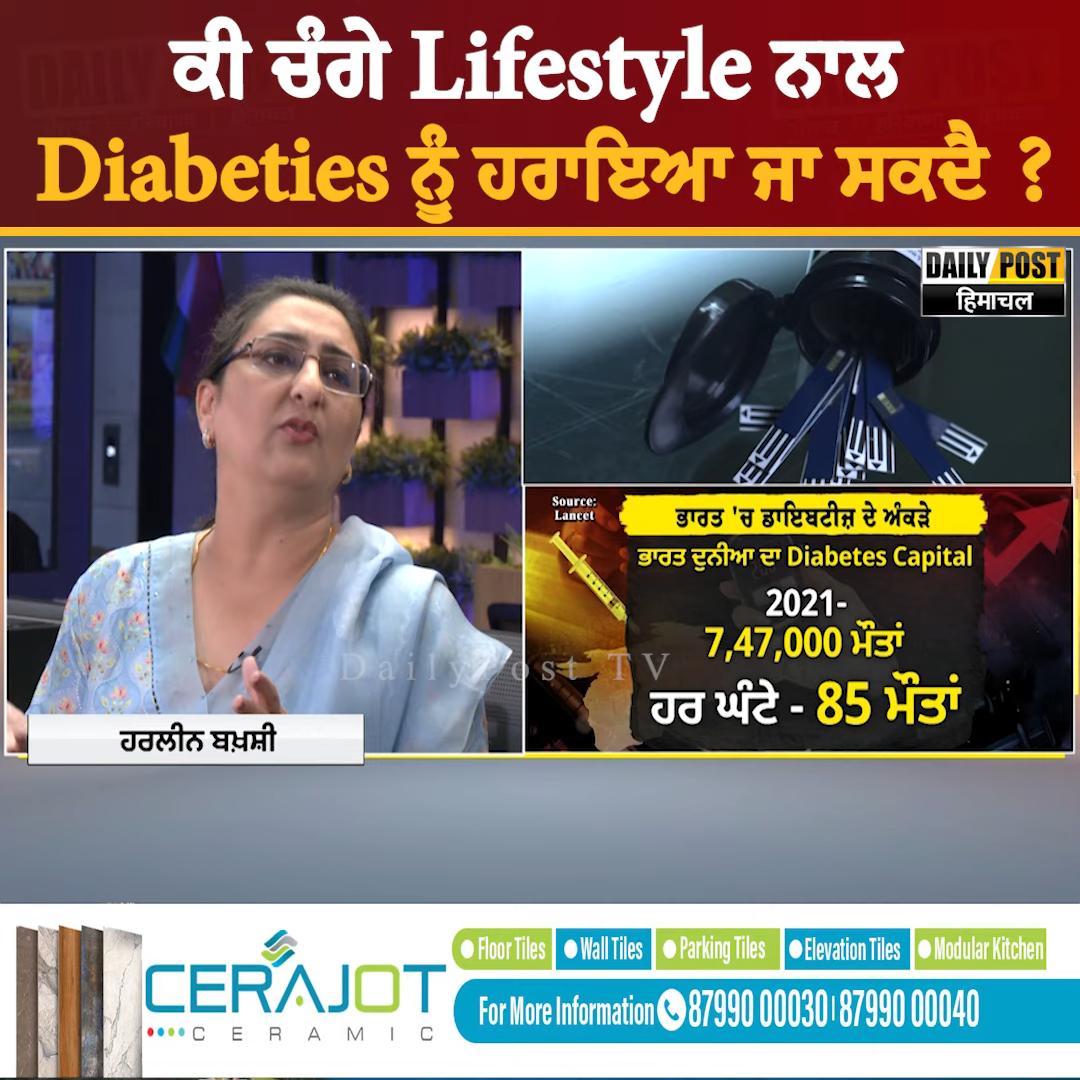 ਕੀ ਚੰਗੇ Lifestyle ਨਾਲ
Diabeties ਨੂੰ ਹਰਾਇਆ ਜਾ ਸਕਦੈ ?
DAILY POST
हिमाचल
Source:
Lancet
ਭਾਰਤ 'ਚ ਡਾਇਬਟੀਜ਼ ਦੇ ਅੰਕੜੇ
ਭਾਰਤ ਦੁਨੀਆ ਦਾ Diabetes Capital
2021-
7,47,000 ਮੌਤਾਂ
ਹਰ ਘੰਟੇ - 85 ਮੌਤਾਂ
DailyPost TV
ਹਰਲੀਨ ਬਖ਼ਸ਼ੀ
CERAJOT
CERAMIC
Floor Tiles
Wall Tiles
Parking Tiles
Elevation Tiles
Modular Kitchen
For More Information 87990 00030 | 87990 00040